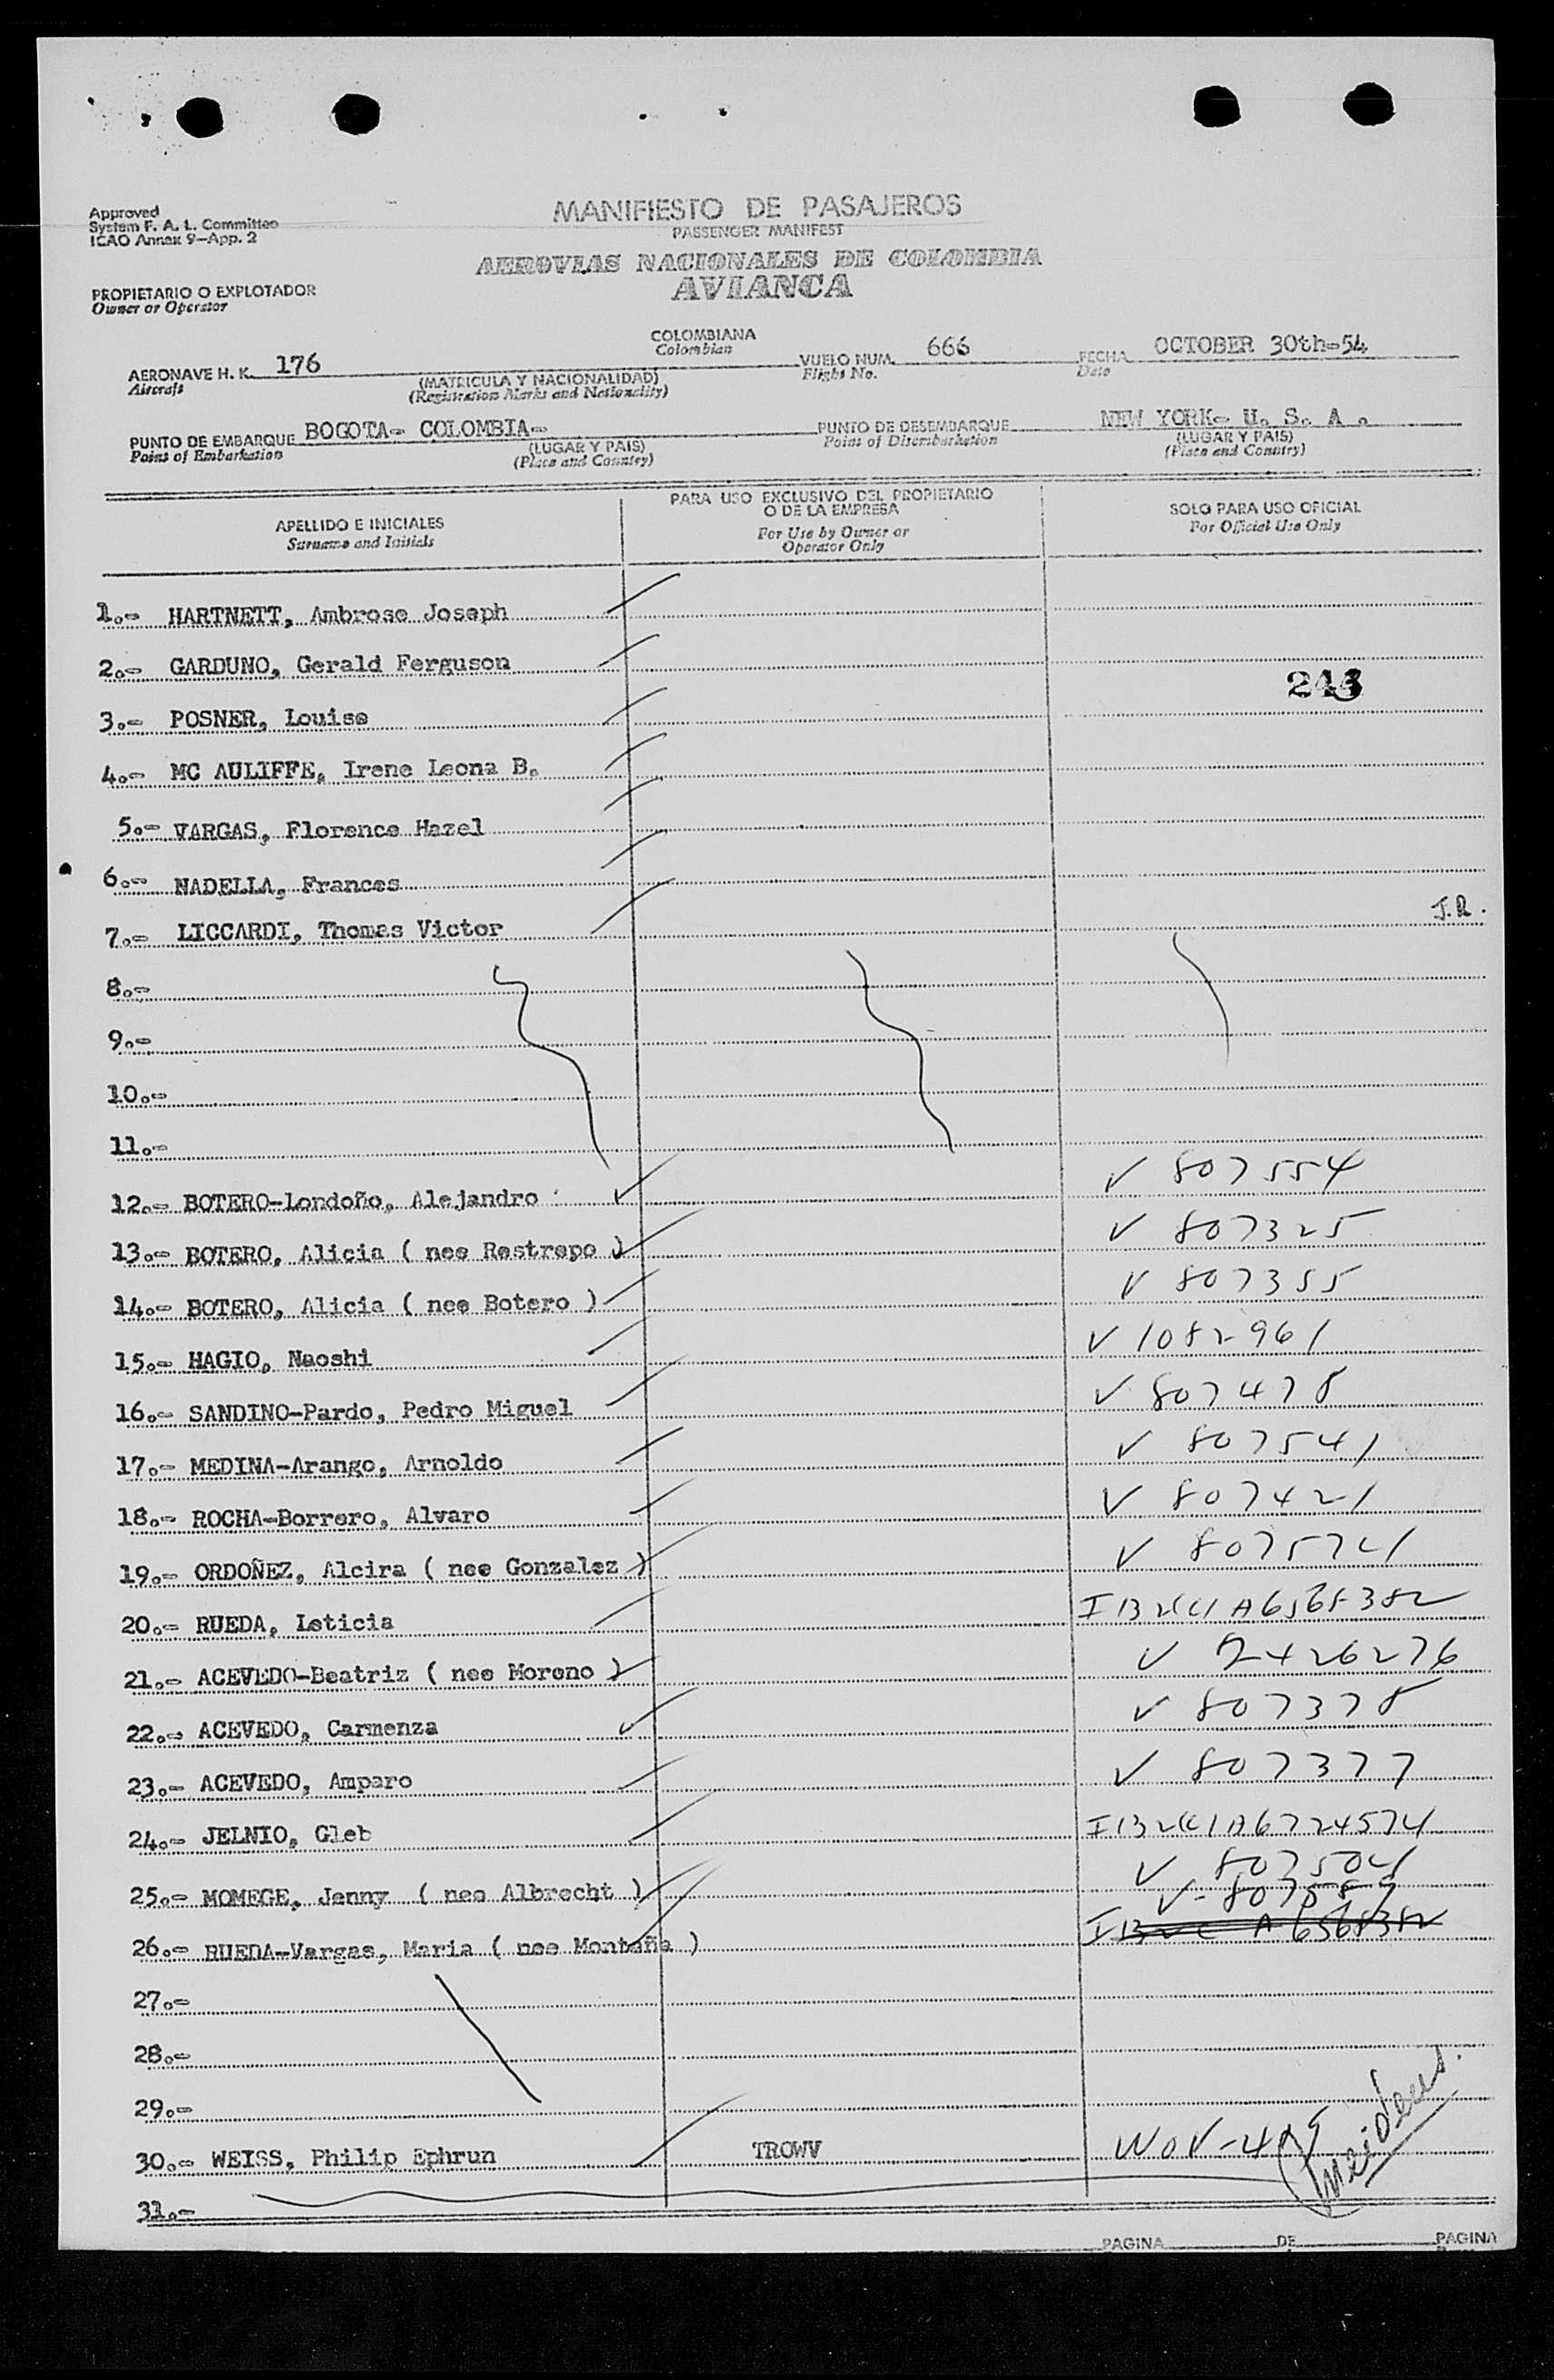 Approved
System F. A. L. Committee
ICAO Annex 9-App. 2
MANIFIESTO DE PASAJEROS
PASSENGER MANIFEST
AEROVIAS NACIONALES DE COLOMBIA
AVIANCA
PROPIETARIO O EXPLOTADOR
Owner or Operator
COLOMBIANA
Colombian
AERONAVE H. K. 176
Aircraft
(MATRICULA Y NACIONALIDAD)
(Registration Marks and Nationality)
VUELO NUM. 666
Flight No.
FECHA OCTOBER 30th-54
Date
PUNTO DE EMBARQUE BOGOTA- COLOMBIA-
Point of Embarkation
(LUGAR Y PAIS)
(Place and Country)
PUNTO DE DESEMBARQUE NEW YORK- U. S. A.
Point of Disembarkation
(LUGAR Y PAIS)
(Place and Country)
APELLIDO E INICIALES
Surname and Initials
PARA USO EXCLUSIVO DEL PROPIETARIO
O DE LA EMPRESA
For Use by Owner or
Operator Only
SOLO PARA USO OFICIAL
For Official Use Only
1.- HARTNETT, Ambrose Joseph
2.- GARDUNO, Gerald Ferguson
3.- POSNER, Louise
4.- MC AULIFFE, Irene Leona B.
5.- VARGAS, Florence Hazel
6.- NADELLA, Frances
7.- LICCARDI, Thomas Victor
8.-
9.-
10.-
11.-
12.- BOTERO-Londoño, Alejandro V 807554
13.- BOTERO, Alicia ( nee Restrepo ) V 807325
14.- BOTERO, Alicia ( nee Botero ) V 807355
15.- HAGIO, Naoshi V 1082961
16.- SANDINO-Pardo, Pedro Miguel V 807478
17.- MEDINA-Arango, Arnoldo V 807541
18.- ROCHA-Borrero, Alvaro V 807421
19.- ORDOÑEZ, Alcira ( nee Gonzalez )
20.- RUEDA, Leticia
21.- ACEVEDO-Beatriz ( nee Moreno ) V 2426276
22.- ACEVEDO, Carmenza V 807378
23.- ACEVEDO, Amparo V 807377
24.- JELNIO, Gleb
25.- MOMEGE, Janny ( nee Albrecht )
26.- RUEDA-Vargas, Maria ( nee Montaña )
27.-
28.-
29.-
30.- WEISS, Philip Ephrun TROWV
31.-
PAGINA DE PAGINA